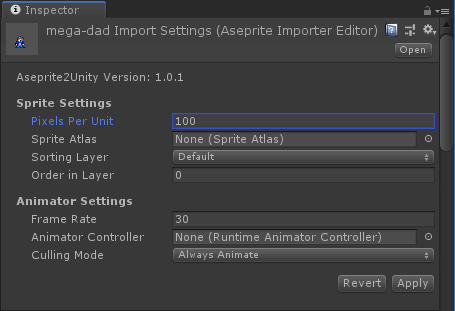 Inspector
mega-dad Import Settings (Aseprite Importer Editor)
Open
Aseprite2Unity Version: 1.0.1
Sprite Settings
Pixels Per Unit 100
Sprite Atlas None (Sprite Atlas)
Sorting Layer Default
Order in Layer 0
Animator Settings
Frame Rate 30
Animator Controller None (Runtime Animator Controller)
Culling Mode Always Animate
Revert Apply